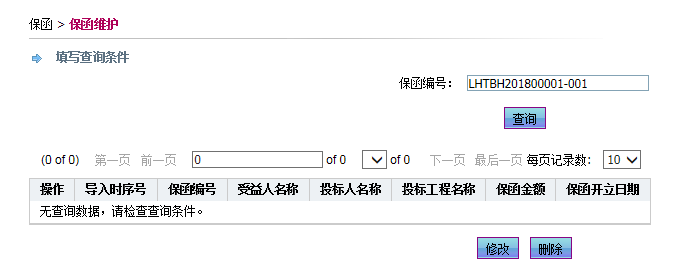 保函 > 保函维护
填写查询条件
保函编号： LHTBH201800001-001
查询
(0 of 0) 第一页 前一页 0 of 0 of 0 下一页 最后一页 每页记录数： 10
操作 导入时序号 保函编号 受益人名称 投标人名称 投标工程名称 保函金额 保函开立日期
无查询数据，请检查查询条件。
修改 删除